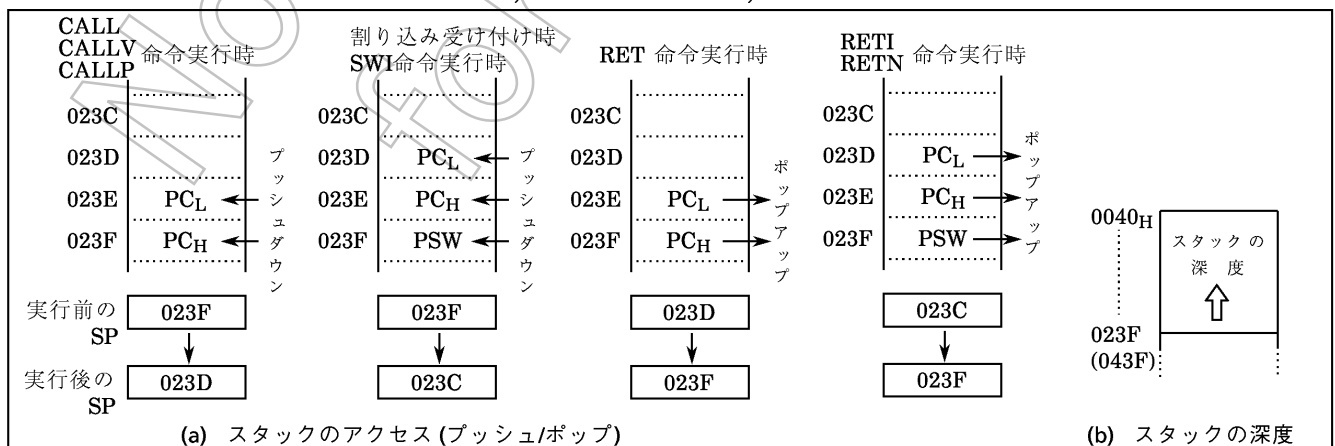 CALL
CALLV 命令実行時
CALLP
023C
023D
023E PCL
023F PCH
プッシュダウン
割り込み受け付け時
SWI命令実行時
023C
023D PCL
023E PCH
023F PSW
プッシュダウン
RET 命令実行時
023C
023D
023E PCL
023F PCH
ポップアップ
RETI
RETN 命令実行時
023C
023D PCL
023E PCH
023F PSW
ポップアップ
実行前の
SP
023F 023F 023D 023C
実行後の
SP
023D 023C 023F 023F
(a) スタックのアクセス (プッシュ/ポップ)
0040H
スタックの
深 度
023F
(043F)
(b) スタックの深度